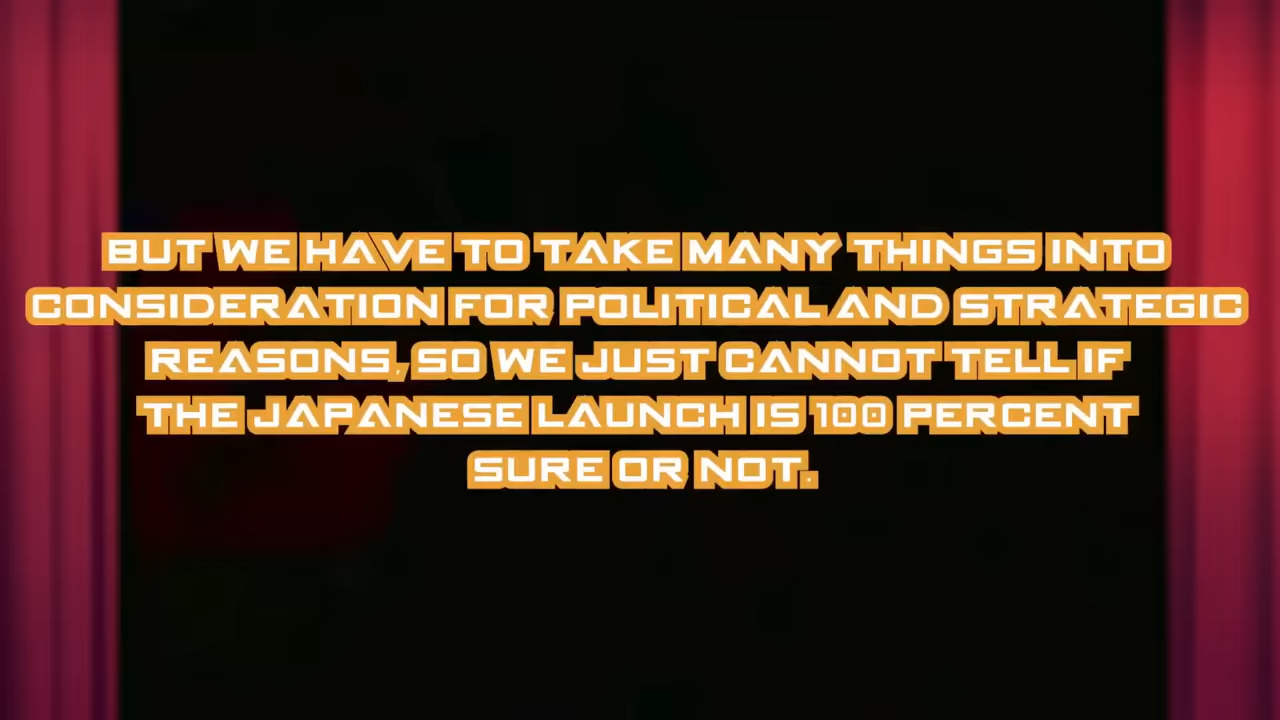 BUT WE HAVE TO TAKE MANY THINGS INTO
CONSIDERATION FOR POLITICAL AND STRATEGIC
REASONS, SO WE JUST CANNOT TELL IF
THE JAPANESE LAUNCH IS 100 PERCENT
SURE OR NOT.